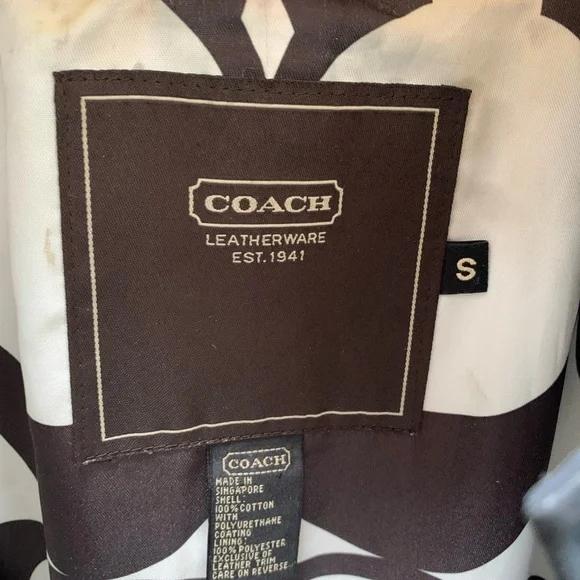 COACH
LEATHERWARE
EST. 1941
S
COACH
MADE IN
SINGAPORE
SHELL:
100% COTTON
WITH
POLYURETHANE
COATING
LINING:
100% POLYESTER
EXCLUSIVE OF
LEATHER TRIM
CARE ON REVERSE